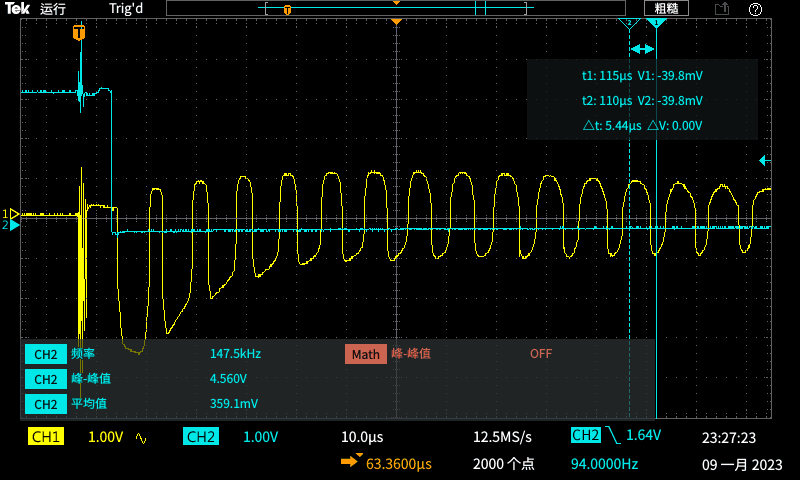 Tek 运行 Trig'd 粗糙
T
T 2 1
t1: 115μs V1: -39.8mV
t2: 110μs V2: -39.8mV
△t: 5.44μs △V: 0.00V
1
2
CH2 频率 147.5kHz Math 峰-峰值 OFF
CH2 峰-峰值 4.560V
CH2 平均值 359.1mV
CH1 1.00V CH2 1.00V 10.0μs 12.5MS/s CH2 1.64V 23:27:23
63.3600μs 2000 个点 94.0000Hz 09 一月 2023